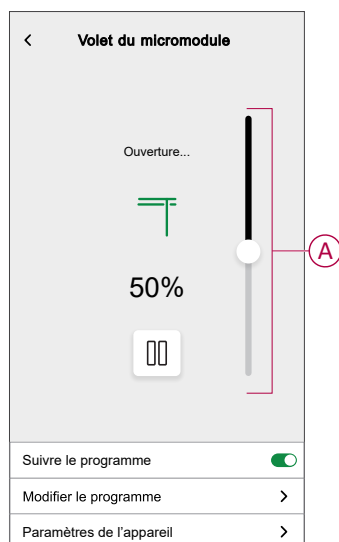 Volet du micromodule
Ouverture...
A
50%
Suivre le programme
Modifier le programme
Paramètres de l'appareil